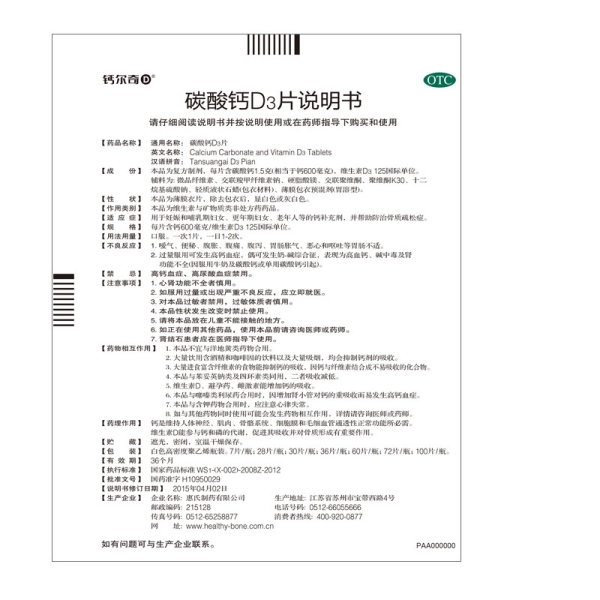 钙尔奇D®
OTC
碳酸钙D3片说明书
请仔细阅读说明书并按说明使用或在药师指导下购买和使用
【药品名称】 通用名称：碳酸钙D3片
英文名称：Calcium Carbonate and Vitamin D3 Tablets
汉语拼音：Tansuangai D3 Pian
【成 份】 本品为复方制剂，每片含碳酸钙1.5克(相当于钙600毫克)，维生素D3 125国际单位。
辅料为: 微晶纤维素、交联羧甲纤维素钠、硬脂酸镁、交联聚维酮、聚维酮K30、十二
烷基硫酸钠、轻质液状石蜡(包衣材料)、薄膜包衣预混剂(胃溶型)。
【性 状】 本品为薄膜衣片，除去包衣后，显白色或灰白色。
【作用类别】 本品为维生素与矿物质类非处方药药品。
【适 应 症】 用于妊娠和哺乳期妇女、更年期妇女、老年人等的钙补充剂，并帮助防治骨质疏松症。
【规 格】 每片含钙600毫克/维生素D3 125国际单位。
【用法用量】 口服。一次1片，一日1-2次。
【不良反应】 1. 嗳气、便秘、腹胀、腹痛、腹泻、胃肠胀气、恶心和呕吐等胃肠不适。
2. 过量服用可发生高钙血症，偶可发生奶-碱综合征，表现为高血钙、碱中毒及肾
功能不全(因服用牛奶及碳酸钙或单用碳酸钙引起)。
【禁 忌】 高钙血症、高尿酸血症禁用。
【注意事项】 1. 心肾功能不全者慎用。
2. 如服用过量或出现严重不良反应，应立即就医。
3. 对本品过敏者禁用，过敏体质者慎用。
4. 本品性状发生改变时禁止使用。
5. 请将本品放在儿童不能接触的地方。
6. 如正在使用其他药品，使用本品前请咨询医师或药师。
7. 肾结石患者应在医师指导下使用。
【药物相互作用】 1. 本品不宜与洋地黄类药物合用。
2. 大量饮用含酒精和咖啡因的饮料以及大量吸烟，均会抑制钙剂的吸收。
3. 大量进食富含纤维素的食物能抑制钙的吸收，因钙与纤维素结合成不易吸收的化合物。
4. 本品与苯妥英钠类及四环素类同用，二者吸收减低。
5. 维生素D、避孕药、雌激素能增加钙的吸收。
6. 本品与噻嗪类利尿药合用时，因增加肾小管对钙的重吸收而易发生高钙血症。
7. 本品与含钾药物合用时，应注意心律失常。
8. 如与其他药物同时使用可能会发生药物相互作用，详情请咨询医师或药师。
【药理作用】 钙是维持人体神经、肌肉、骨骼系统、细胞膜和毛细血管通透性正常功能所必需。
维生素D能参与钙和磷的代谢，促进其吸收并对骨质形成有重要作用。
【贮 藏】 遮光，密闭，室温干燥保存。
【包 装】 白色高密度聚乙烯瓶装。7片/瓶; 28片/瓶; 30片/瓶; 36片/瓶; 60片/瓶; 72片/瓶; 100片/瓶。
【有 效 期】 36个月
【执行标准】 国家药品标准 WS1-(X-002)-2008Z-2012
【批准文号】 国药准字 H10950029
【说明书修订日期】 2015年04月02日
【生产企业】 企业名称: 惠氏制药有限公司 生产地址: 江苏省苏州市宝带西路4号
邮政编码: 215128 电话号码: 0512-66055666
传真号码: 0512-65258877 消费者热线: 400-920-0877
网 址: www.healthy-bone.com.cn
如有问题可与生产企业联系。
PAA000000